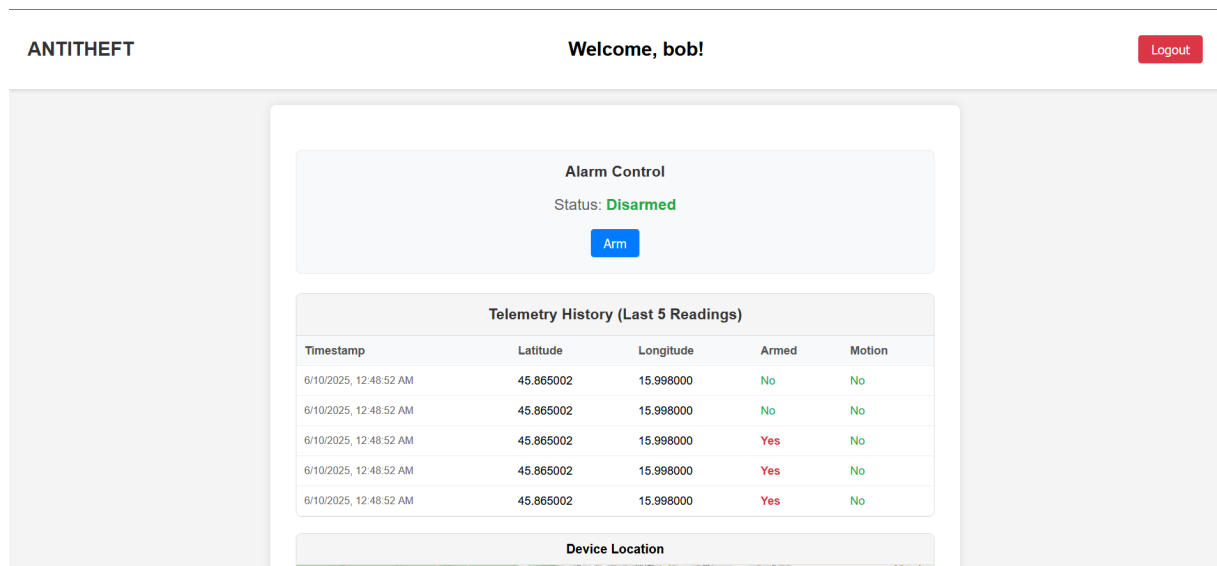 ANTITHEFT
Welcome, bob!
Logout
Alarm Control
Status: Disarmed
Arm
Telemetry History (Last 5 Readings)
Timestamp Latitude Longitude Armed Motion
6/10/2025, 12:48:52 AM 45.865002 15.998000 No No
6/10/2025, 12:48:52 AM 45.865002 15.998000 No No
6/10/2025, 12:48:52 AM 45.865002 15.998000 Yes No
6/10/2025, 12:48:52 AM 45.865002 15.998000 Yes No
6/10/2025, 12:48:52 AM 45.865002 15.998000 Yes No
Device Location